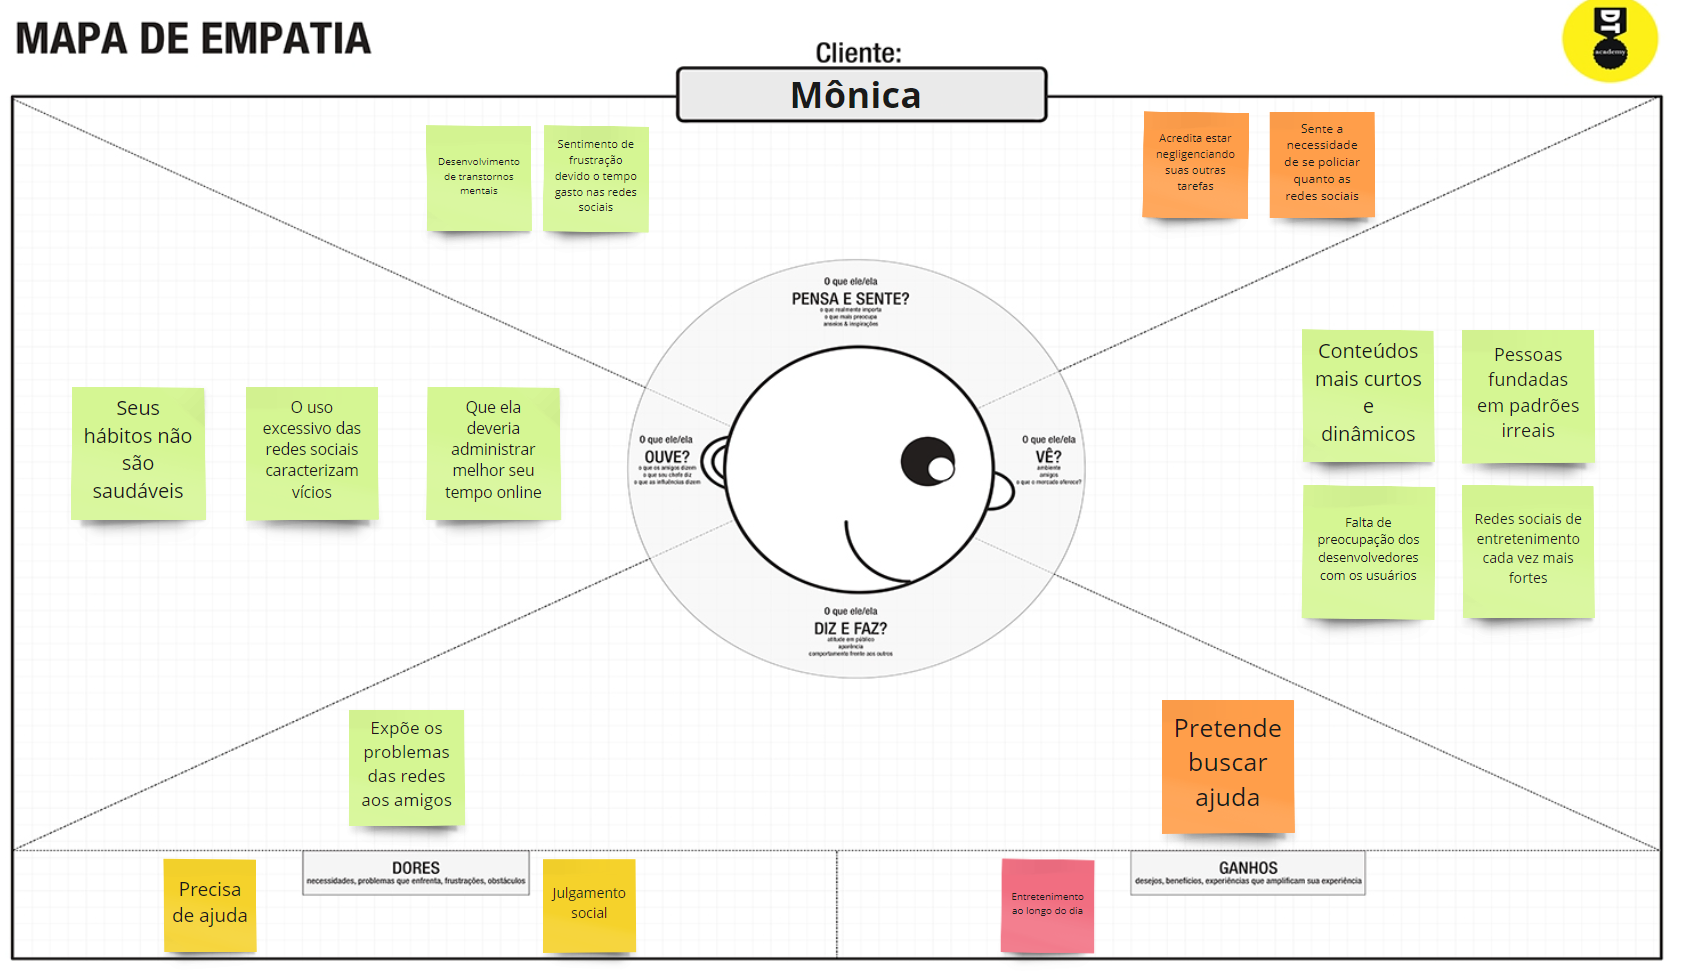 MAPA DE EMPATIA
DT
academy
Cliente:
Mônica
Desenvolvimento
de transtornos
mentais
Sentimento de
frustração
devido o tempo
gasto nas redes
sociais
Acredita estar
negligenciando
suas outras
tarefas
Sente a
necessidade
de se policiar
quanto as
redes sociais
O que ele/ela
PENSA E SENTE?
o que realmente importa
o que mais preocupa
anseios & inspirações
Seus
hábitos não
são
saudáveis
O uso
excessivo das
redes sociais
caracterizam
vícios
Que ela
deveria
administrar
melhor seu
tempo online
O que ele/ela
OUVE?
o que os amigos dizem
o que seu chefe diz
o que as influências dizem
O que ele/ela
VÊ?
ambiente
amigos
o que o mercado oferece?
Conteúdos
mais curtos
e
dinâmicos
Pessoas
fundadas
em padrões
irreais
Falta de
preocupação dos
desenvolvedores
com os usuários
Redes sociais de
entretenimento
cada vez mais
fortes
O que ele/ela
DIZ E FAZ?
atitude em público
aparência
comportamento frente aos outros
Expõe os
problemas
das redes
aos amigos
Pretende
buscar
ajuda
Precisa
de ajuda
DORES
necessidades, problemas que enfrenta, frustrações, obstáculos
Julgamento
social
Entretenimento
ao longo do dia
GANHOS
desejos, benefícios, experiências que amplificam sua experiência